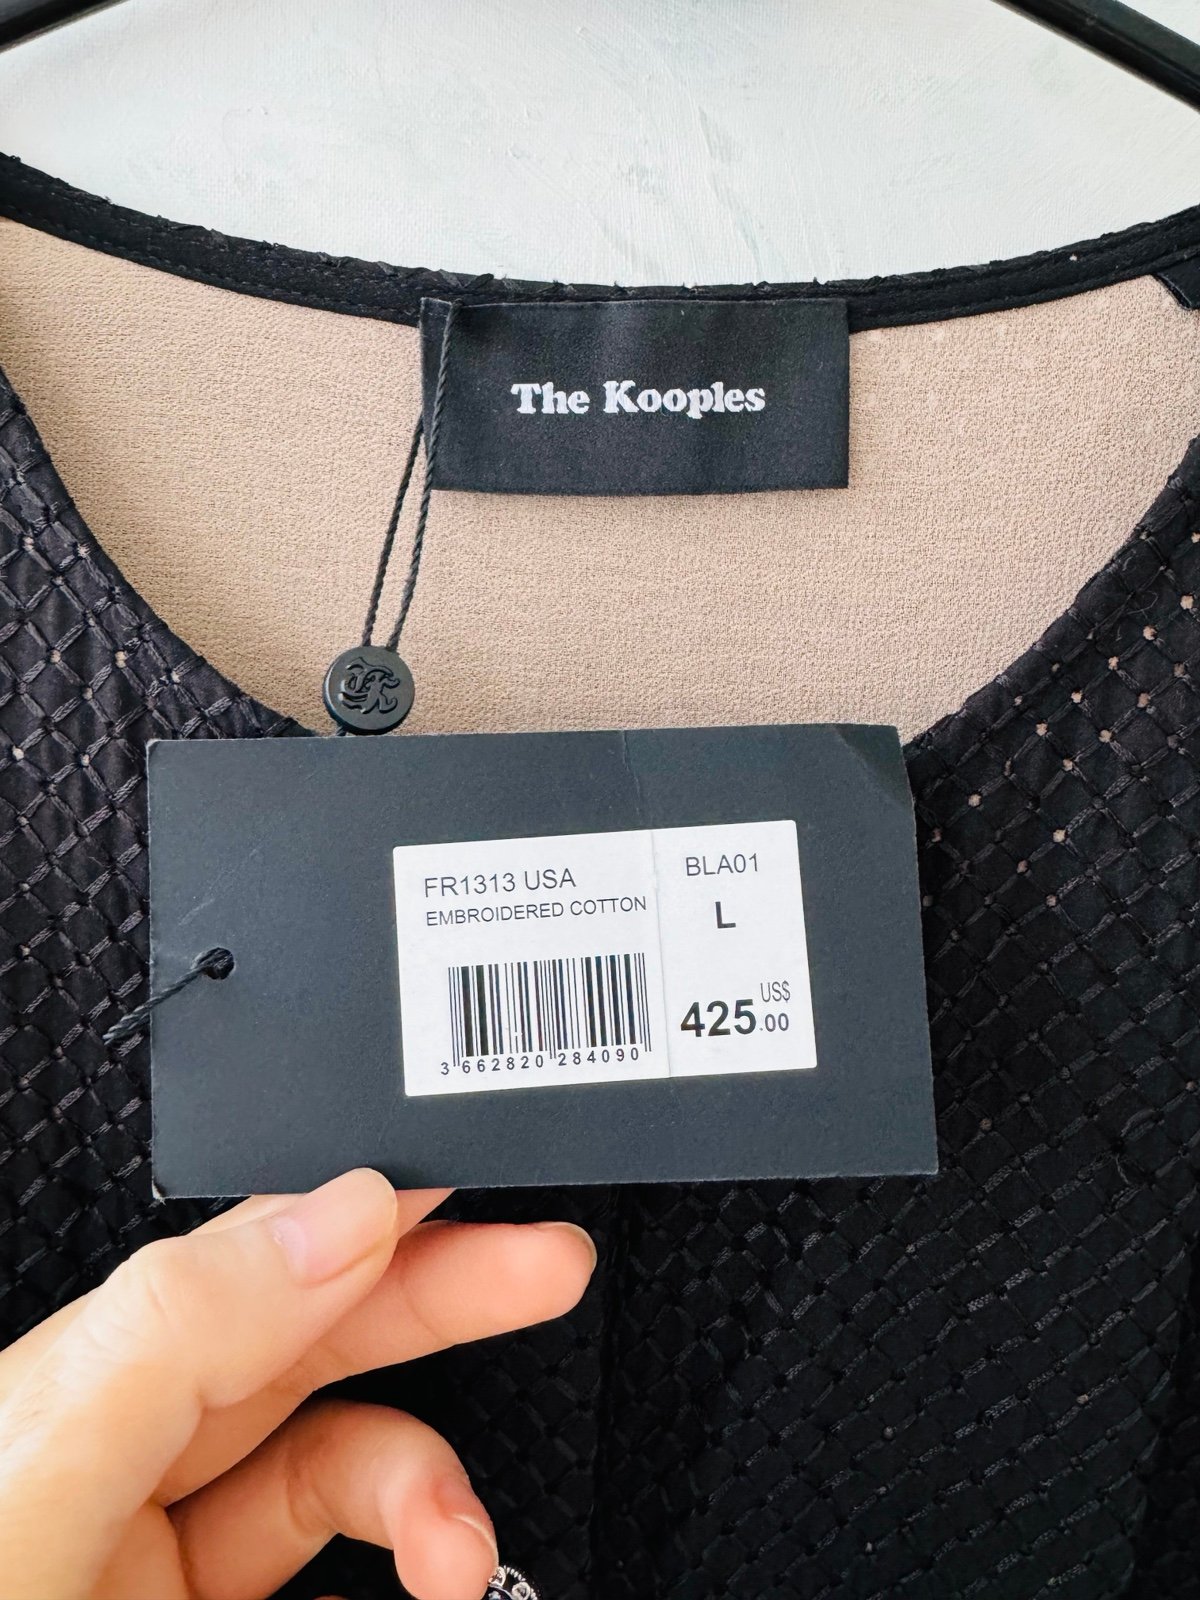 The Kooples
FR1313 USA
EMBROIDERED COTTON
3 662820 284090
BLA01
L
US$
425.00